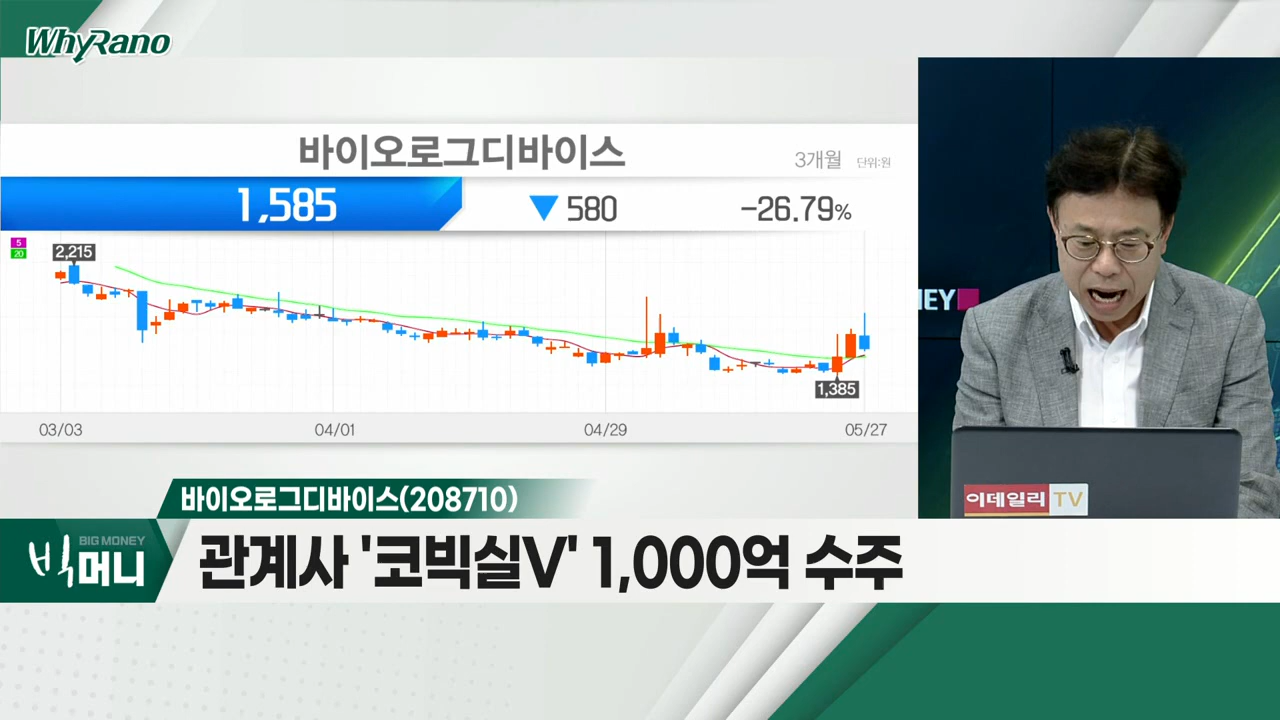 WhyRano
바이오로그디바이스
3개월 단위:원
1,585 ▼580 -26.79%
5
20
2,215
1,385
03/03 04/01 04/29 05/27
NEY
이데일리 TV
바이오로그디바이스(208710)
BIG MONEY
빅머니
관계사 '코빅실V' 1,000억 수주